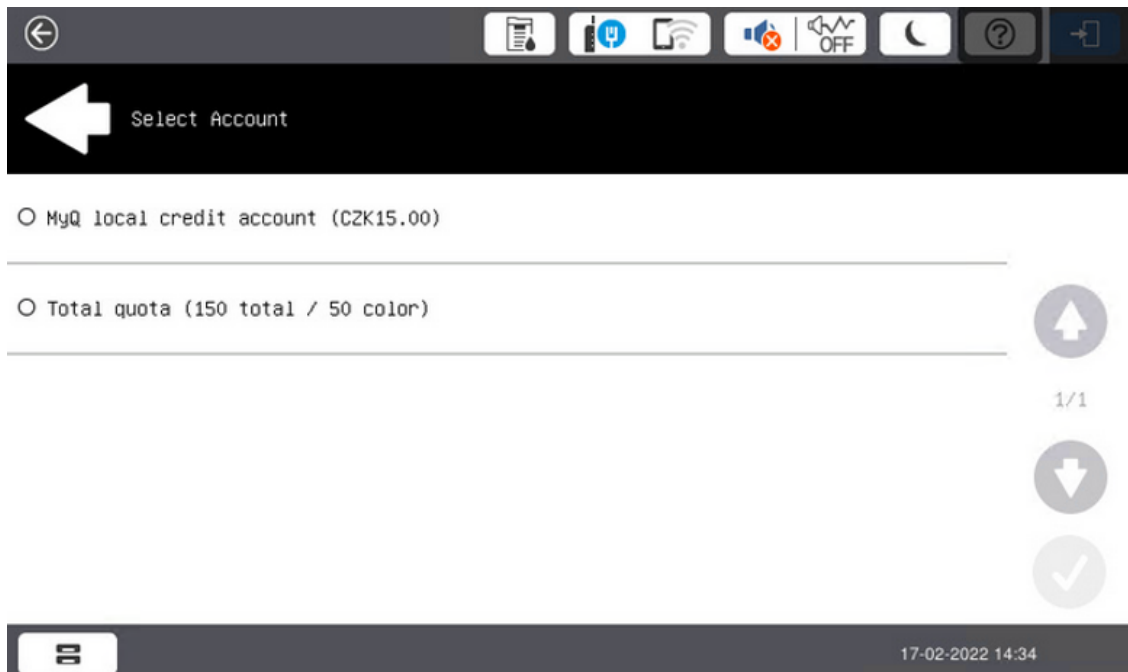 OFF
Select Account
MyQ local credit account (CZK15.00)
Total quota (150 total / 50 color)
1/1
17-02-2022 14:34